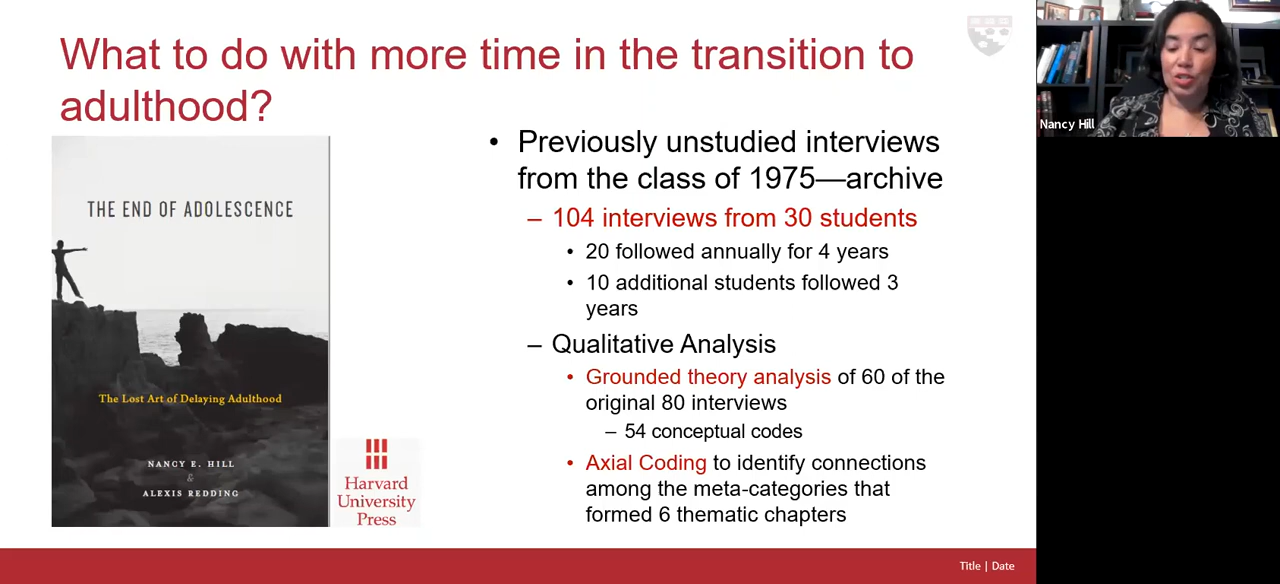 What to do with more time in the transition to
adulthood?
THE END OF ADOLESCENCE
The Lost Art of Delaying Adulthood
NANCY E. HILL
&
ALEXIS REDDING
Harvard
University
Press
• Previously unstudied interviews
from the class of 1975—archive
– 104 interviews from 30 students
• 20 followed annually for 4 years
• 10 additional students followed 3
years
– Qualitative Analysis
• Grounded theory analysis of 60 of the
original 80 interviews
– 54 conceptual codes
• Axial Coding to identify connections
among the meta-categories that
formed 6 thematic chapters
Title | Date
Nancy Hill